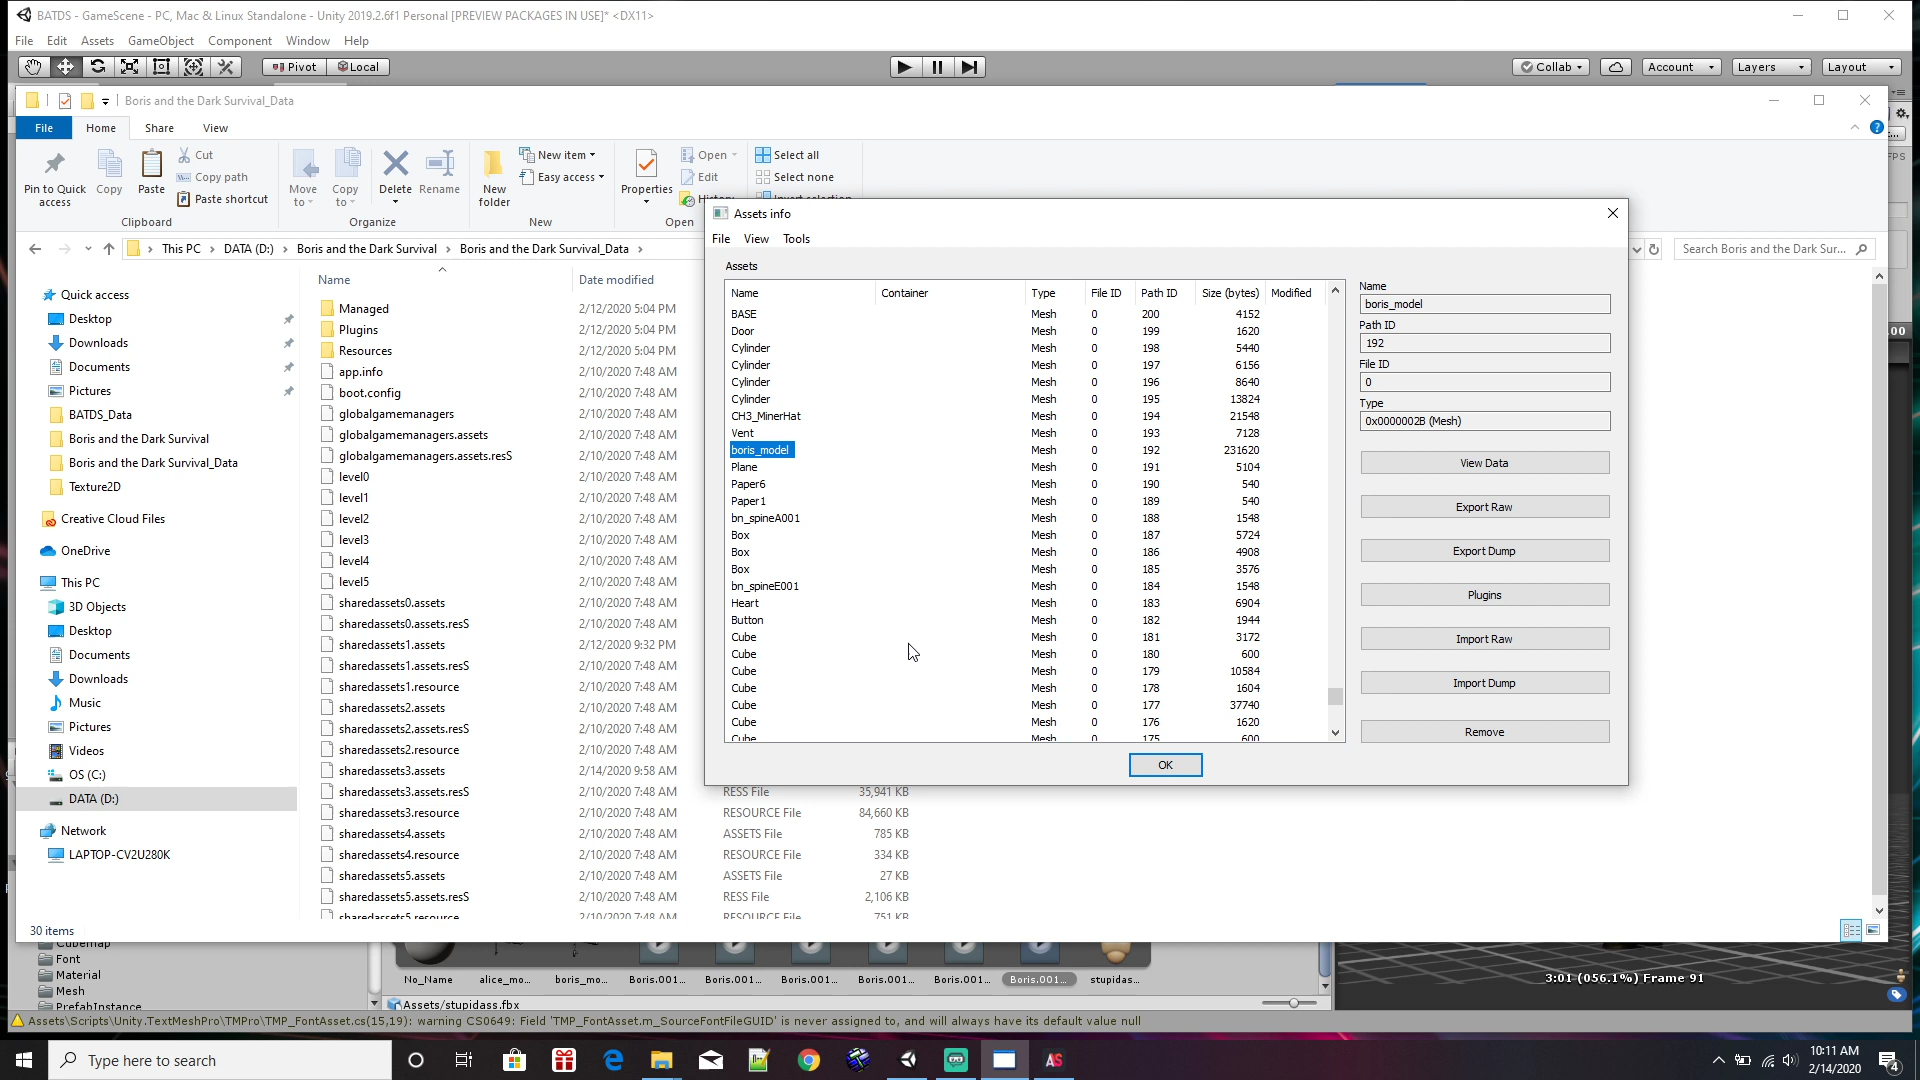 BATDS - GameScene - PC, Mac & Linux Standalone - Unity 2019.2.6f1 Personal [PREVIEW PACKAGES IN USE]* <DX11>
File Edit Assets GameObject Component Window Help
Pivot Local Collab Account Layers Layout
Boris and the Dark Survival_Data
File Home Share View
Pin to Quick access
Copy
Paste
Cut
Copy path
Paste shortcut
Clipboard
Move to
Copy to
Delete
Rename
Organize
New folder
New item
Easy access
New
Properties
Open
Edit
Open
Select all
Select none
This PC > DATA (D:) > Boris and the Dark Survival > Boris and the Dark Survival_Data >
Search Boris and the Dark Sur...
Quick access
Desktop
Downloads
Documents
Pictures
BATDS_Data
Boris and the Dark Survival
Boris and the Dark Survival_Data
Texture2D
Creative Cloud Files
OneDrive
This PC
3D Objects
Desktop
Documents
Downloads
Music
Pictures
Videos
OS (C:)
DATA (D:)
Network
LAPTOP-CV2U280K
Name Date modified
Managed 2/12/2020 5:04 PM
Plugins 2/12/2020 5:04 PM
Resources 2/12/2020 5:04 PM
app.info 2/10/2020 7:48 AM
boot.config 2/10/2020 7:48 AM
globalgamemanagers 2/10/2020 7:48 AM
globalgamemanagers.assets 2/10/2020 7:48 AM
globalgamemanagers.assets.resS 2/10/2020 7:48 AM
level0 2/10/2020 7:48 AM
level1 2/10/2020 7:48 AM
level2 2/10/2020 7:48 AM
level3 2/10/2020 7:48 AM
level4 2/10/2020 7:48 AM
level5 2/10/2020 7:48 AM
sharedassets0.assets 2/10/2020 7:48 AM
sharedassets0.assets.resS 2/10/2020 7:48 AM
sharedassets1.assets 2/12/2020 9:32 PM
sharedassets1.assets.resS 2/10/2020 7:48 AM
sharedassets1.resource 2/10/2020 7:48 AM
sharedassets2.assets 2/10/2020 7:48 AM
sharedassets2.assets.resS 2/10/2020 7:48 AM
sharedassets2.resource 2/10/2020 7:48 AM
sharedassets3.assets 2/14/2020 9:58 AM
sharedassets3.assets.resS 2/10/2020 7:48 AM RESS File 35,941 KB
sharedassets3.resource 2/10/2020 7:48 AM RESOURCE File 84,660 KB
sharedassets4.assets 2/10/2020 7:48 AM ASSETS File 785 KB
sharedassets4.resource 2/10/2020 7:48 AM RESOURCE File 334 KB
sharedassets5.assets 2/10/2020 7:48 AM ASSETS File 27 KB
sharedassets5.assets.resS 2/10/2020 7:48 AM RESS File 2,106 KB
sharedassets5.resource 2/10/2020 7:48 AM RESOURCE File 751 KB
30 items
Assets info
File View Tools
Assets
Name Container Type File ID Path ID Size (bytes) Modified
BASE Mesh 0 200 4152
Door Mesh 0 199 1620
Cylinder Mesh 0 198 5440
Cylinder Mesh 0 197 6156
Cylinder Mesh 0 196 8640
Cylinder Mesh 0 195 13824
CH3_MinerHat Mesh 0 194 21548
Vent Mesh 0 193 7128
boris_model Mesh 0 192 231620
Plane Mesh 0 191 5104
Paper6 Mesh 0 190 540
Paper1 Mesh 0 189 540
bn_spineA001 Mesh 0 188 1548
Box Mesh 0 187 5724
Box Mesh 0 186 4908
Box Mesh 0 185 3576
bn_spineE001 Mesh 0 184 1548
Heart Mesh 0 183 6904
Button Mesh 0 182 1944
Cube Mesh 0 181 3172
Cube Mesh 0 180 600
Cube Mesh 0 179 10584
Cube Mesh 0 178 1604
Cube Mesh 0 177 37740
Cube Mesh 0 176 1620
Cube Mesh 0 175 600
Name
boris_model
Path ID
192
File ID
0
Type
0x0000002B (Mesh)
View Data
Export Raw
Export Dump
Plugins
Import Raw
Import Dump
Remove
OK
Cubemap
Font
Material
Mesh
PrefabInstance
No_Name alice_mo... boris_mo... Boris.001... Boris.001... Boris.001... Boris.001... Boris.001... Boris.001... stupidas...
Assets/stupidass.fbx
3:01 (056.1%) Frame 91
Assets\Scripts\Unity.TextMeshPro\TMPro\TMP_FontAsset.cs(15,19): warning CS0649: Field 'TMP_FontAsset.m_SourceFontFileGUID' is never assigned to, and will always have its default value null
Type here to search
AS
10:11 AM
2/14/2020
4